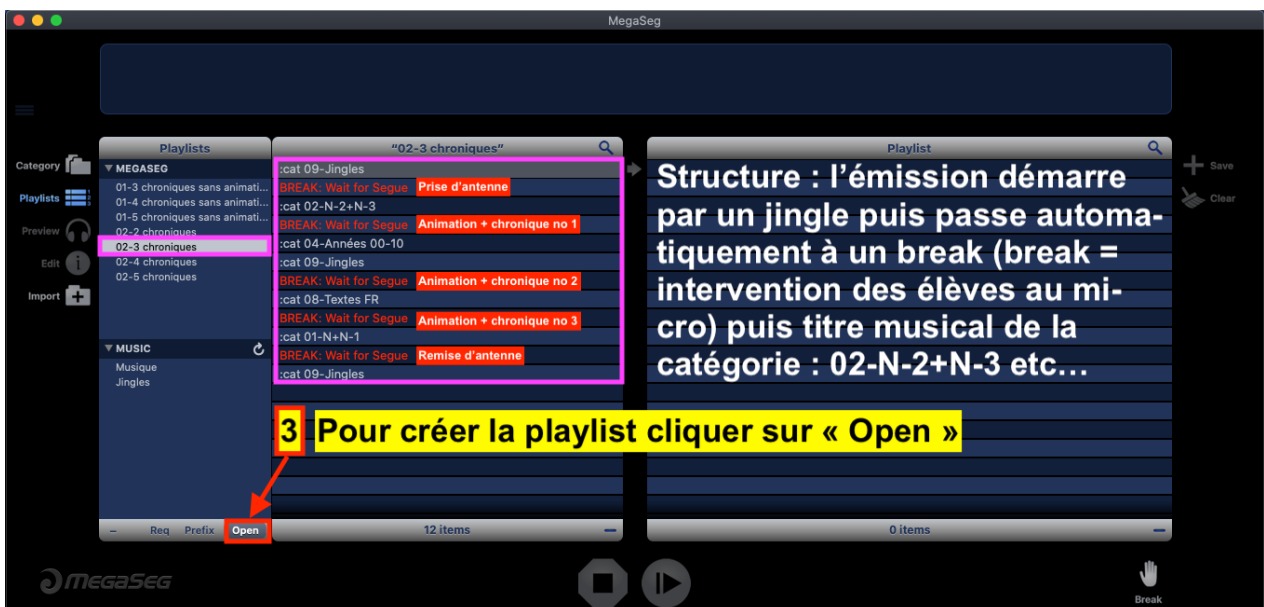 MegaSeg
Category
Playlists
Preview
Edit
Import
Playlists
MEGASEG
01-3 chroniques sans animati...
01-4 chroniques sans animati...
01-5 chroniques sans animati...
02-2 chroniques
02-3 chroniques
02-4 chroniques
02-5 chroniques
MUSIC
Musique
Jingles
– Req Prefix Open
"02-3 chroniques"
:cat 09-Jingles
BREAK: Wait for Segue Prise d'antenne
:cat 02-N-2+N-3
BREAK: Wait for Segue Animation + chronique no 1
:cat 04-Années 00-10
:cat 09-Jingles
BREAK: Wait for Segue Animation + chronique no 2
:cat 08-Textes FR
BREAK: Wait for Segue Animation + chronique no 3
:cat 01-N+N-1
BREAK: Wait for Segue Remise d'antenne
:cat 09-Jingles
12 items
Playlist
Structure : l'émission démarre
par un jingle puis passe automa-
tiquement à un break (break =
intervention des élèves au mi-
cro) puis titre musical de la
catégorie : 02-N-2+N-3 etc...
3 Pour créer la playlist cliquer sur « Open »
0 items
Save
Clear
MegaSeg
Break